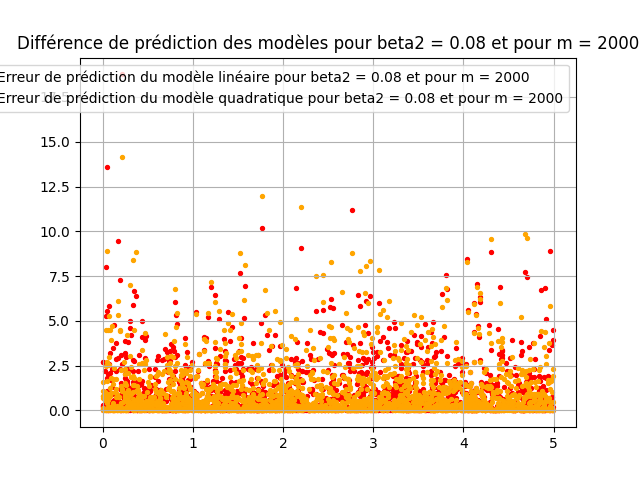 Différence de prédiction des modèles pour beta2 = 0.08 et pour m = 2000
Erreur de prédiction du modèle linéaire pour beta2 = 0.08 et pour m = 2000
Erreur de prédiction du modèle quadratique pour beta2 = 0.08 et pour m = 2000
17.5
15.0
12.5
10.0
7.5
5.0
2.5
0.0
0 1 2 3 4 5